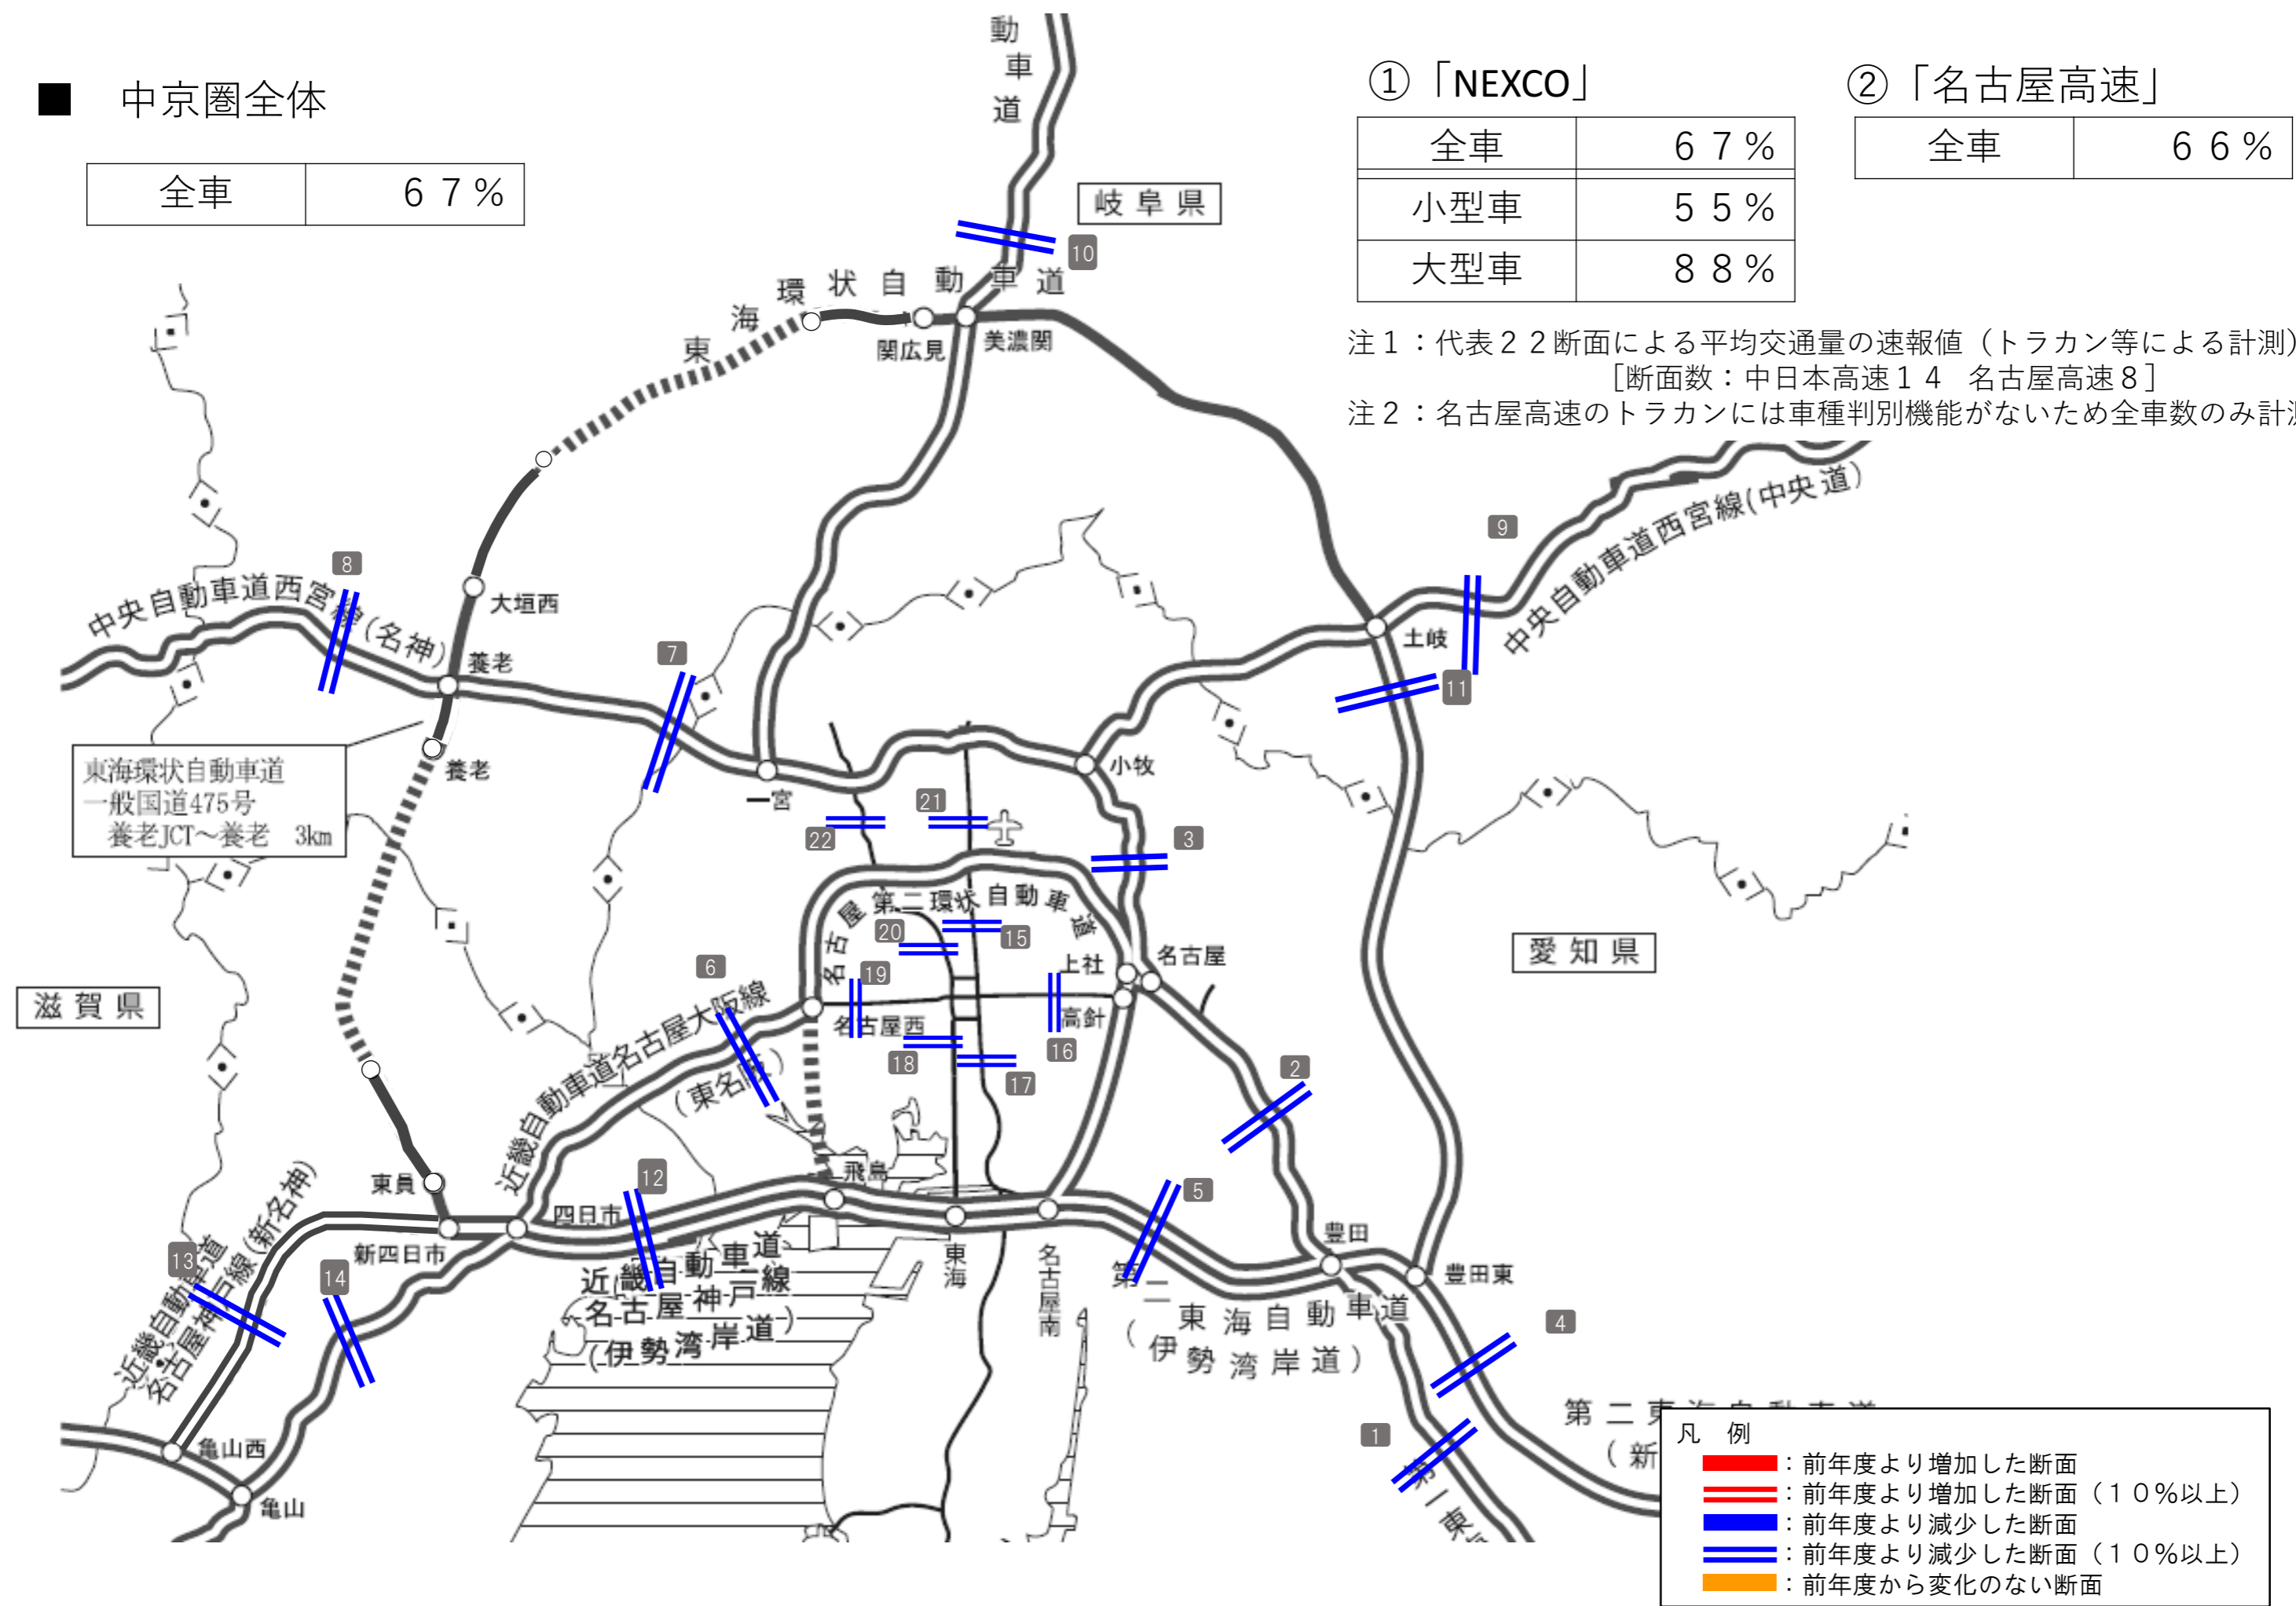 ■ 中京圏全体
全車 67%
①「NEXCO」
全車 67%
小型車 55%
大型車 88%
②「名古屋高速」
全車 66%
注1：代表22断面による平均交通量の速報値（トラカン等による計測）
［断面数：中日本高速14 名古屋高速8］
注2：名古屋高速のトラカンには車種判別機能がないため全車数のみ計測
動車道
岐阜県
10
東海環状自動車道
関広見
美濃関
9
中央自動車道西宮線(中央道)
8
中央自動車道西宮線(名神)
大垣西
養老
7
土岐
11
東海環状自動車道
一般国道475号
養老JCT～養老 3km
養老
一宮
小牧
22
21
3
名古屋第二環状自動車道
20
15
上社
名古屋
愛知県
滋賀県
6
19
近畿自動車道名古屋大阪線
(東名阪)
名古屋西
高針
18
16
17
2
東員
四日市
12
飛島
5
新四日市
近畿自動車道
名古屋神戸線(新名神)
13
14
近畿自動車道
名古屋神戸線
(伊勢湾岸道)
東海
名古屋南
豊田
豊田東
第二東海自動車道
(伊勢湾岸道)
4
1
亀山西
亀山
第一東
第二東海自動車道
(新
凡 例
：前年度より増加した断面
：前年度より増加した断面（10％以上）
：前年度より減少した断面
：前年度より減少した断面（10％以上）
：前年度から変化のない断面